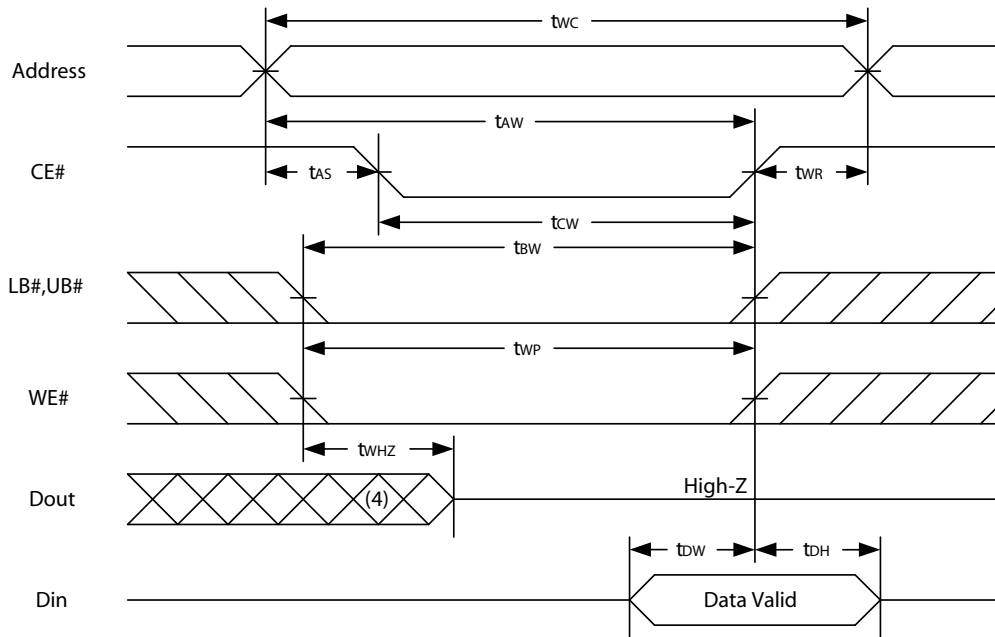 tWC
Address
tAW
CE#
tAS
tWR
tCW
tBW
LB#,UB#
tWP
WE#
tWHZ
Dout
(4)
High-Z
tDW
tDH
Din
Data Valid